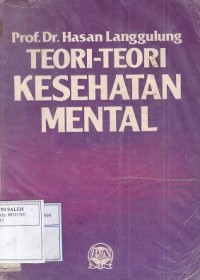 Prof. Dr. Hasan Langgulung
TEORI-TEORI
KESEHATAN
MENTAL